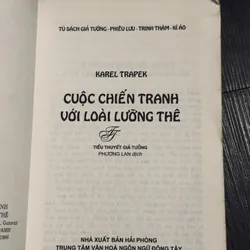 TỦ SÁCH GIẢ TƯỞNG - PHIÊU LƯU - TRINH THÁM - KÌ ẢO
KAREL TRAPEK
CUỘC CHIẾN TRANH
VỚI LOÀI LƯỠNG THÊ
TIỂU THUYẾT GIẢ TƯỞNG
PHƯƠNG LAN dịch
NHÀ XUẤT BẢN HẢI PHÒNG
TRUNG TÂM VĂN HOÁ NGÔN NGỮ ĐÔNG TÂY